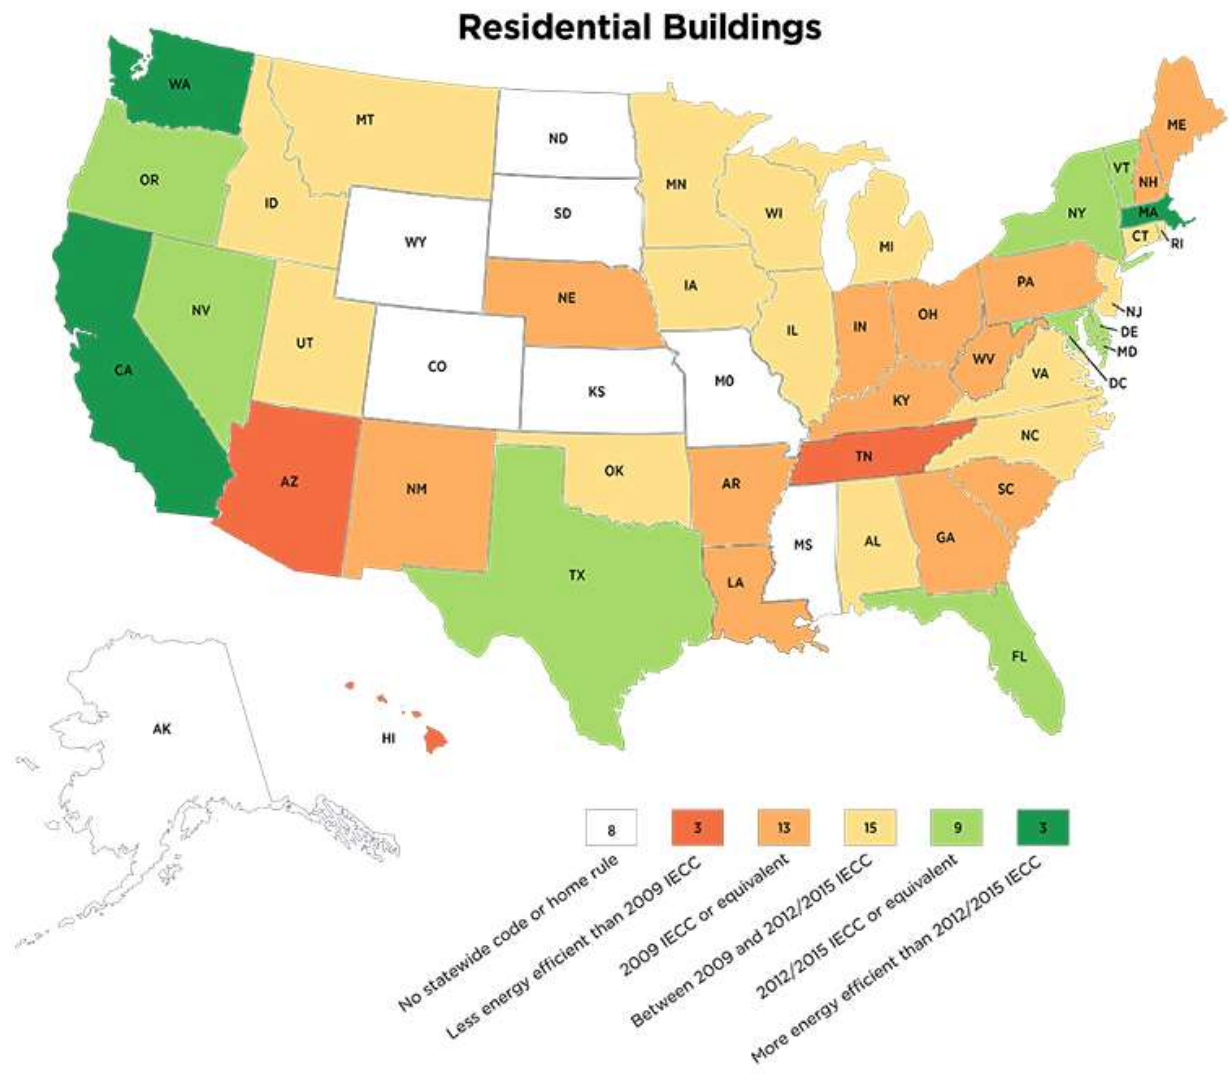 Residential Buildings
WA
MT
ND
ME
OR
ID
MN
VT
NH
SD
WI
NY
MA
WY
MI
CT
RI
NE
IA
PA
NV
UT
IL
IN
OH
NJ
DE
MD
CA
CO
KS
MO
WV
VA
DC
KY
NC
AZ
NM
OK
AR
TN
SC
TX
MS
AL
GA
LA
FL
AK
HI
8
3
13
15
9
3
No statewide code or home rule
Less energy efficient than 2009 IECC
2009 IECC or equivalent
Between 2009 and 2012/2015 IECC
2012/2015 IECC or equivalent
More energy efficient than 2012/2015 IECC